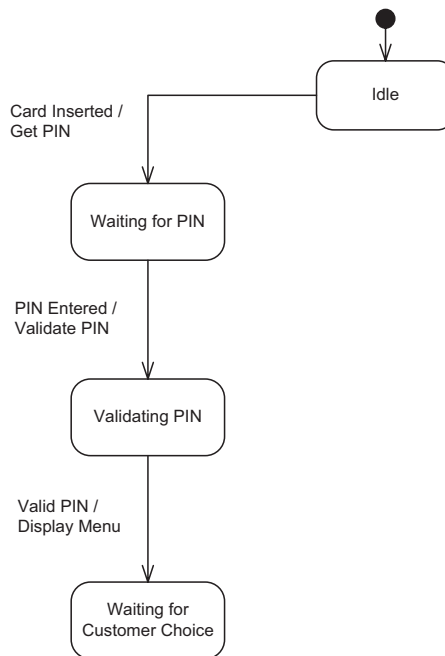 Idle
Card Inserted /
Get PIN
Waiting for PIN
PIN Entered /
Validate PIN
Validating PIN
Valid PIN /
Display Menu
Waiting for
Customer Choice